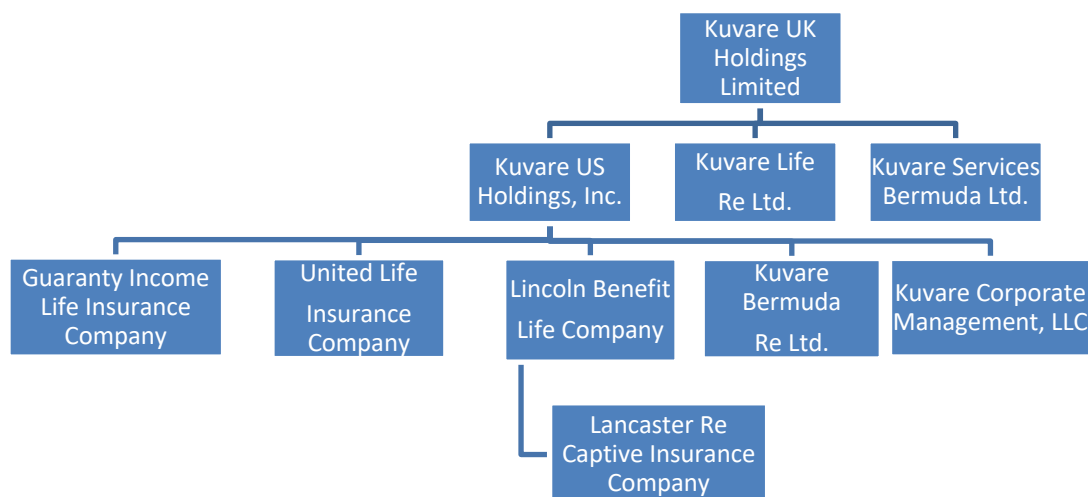 Kuvare UK
Holdings
Limited
Kuvare US
Holdings, Inc.
Kuvare Life
Re Ltd.
Kuvare Services
Bermuda Ltd.
Guaranty Income
Life Insurance
Company
United Life
Insurance
Company
Lincoln Benefit
Life Company
Kuvare
Bermuda
Re Ltd.
Kuvare Corporate
Management, LLC
Lancaster Re
Captive Insurance
Company